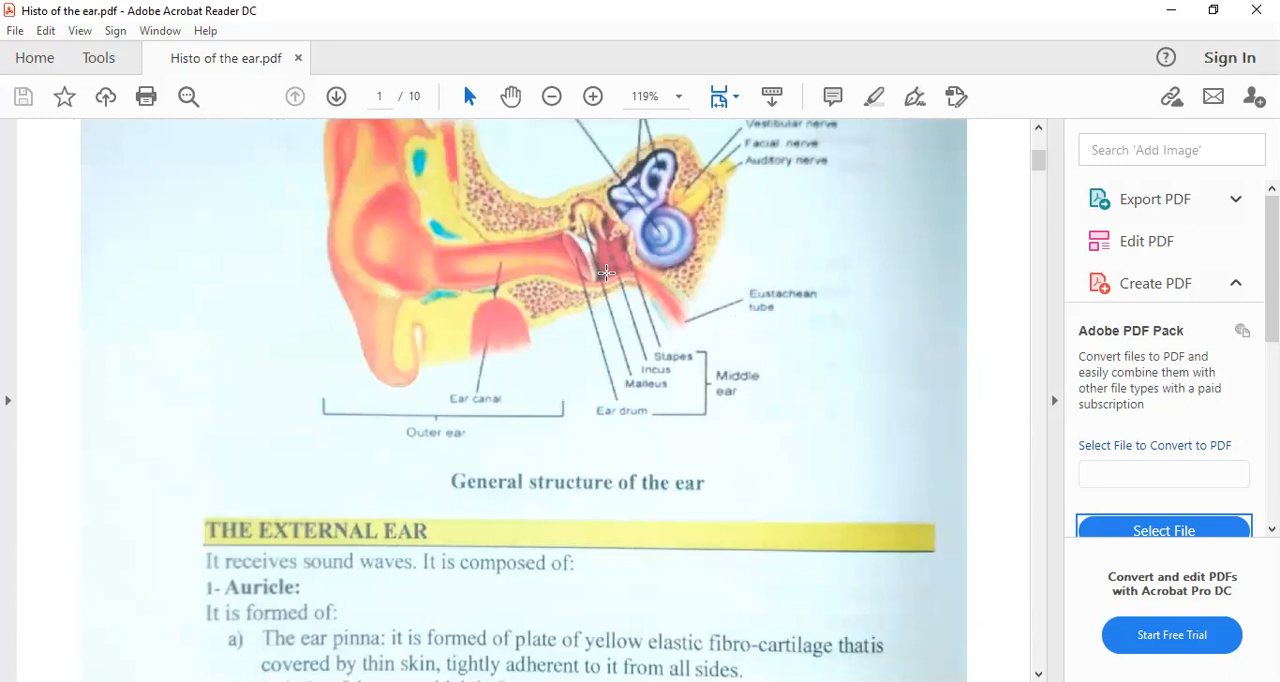 Histo of the ear.pdf - Adobe Acrobat Reader DC
File Edit View Sign Window Help
Home Tools Histo of the ear.pdf × ? Sign In
1 / 10 119%
Vestibular nerve
Facial nerve
Auditory nerve
Eustachean
tube
Stapes
Incus
Malleus
Middle
ear
Ear canal
Ear drum
Outer ear
General structure of the ear
THE EXTERNAL EAR
It receives sound waves. It is composed of:
1- Auricle:
It is formed of:
a) The ear pinna: it is formed of plate of yellow elastic fibro-cartilage thatis
covered by thin skin, tightly adherent to it from all sides.
Search 'Add Image'
Export PDF
Edit PDF
Create PDF
Adobe PDF Pack
Convert files to PDF and
easily combine them with
other file types with a paid
subscription
Select File to Convert to PDF
Select File
Convert and edit PDFs
with Acrobat Pro DC
Start Free Trial